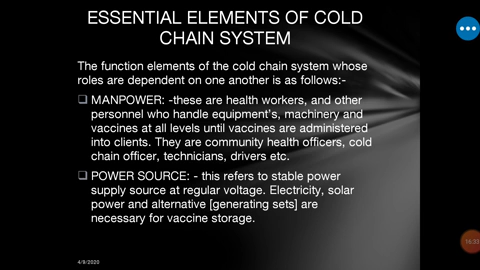 ESSENTIAL ELEMENTS OF COLD
CHAIN SYSTEM
The function elements of the cold chain system whose
roles are dependent on one another is as follows:-
MANPOWER: -these are health workers, and other
personnel who handle equipment's, machinery and
vaccines at all levels until vaccines are administered
into clients. They are community health officers, cold
chain officer, technicians, drivers etc.
POWER SOURCE: - this refers to stable power
supply source at regular voltage. Electricity, solar
power and alternative [generating sets] are
necessary for vaccine storage.
4/9/2020
16:33